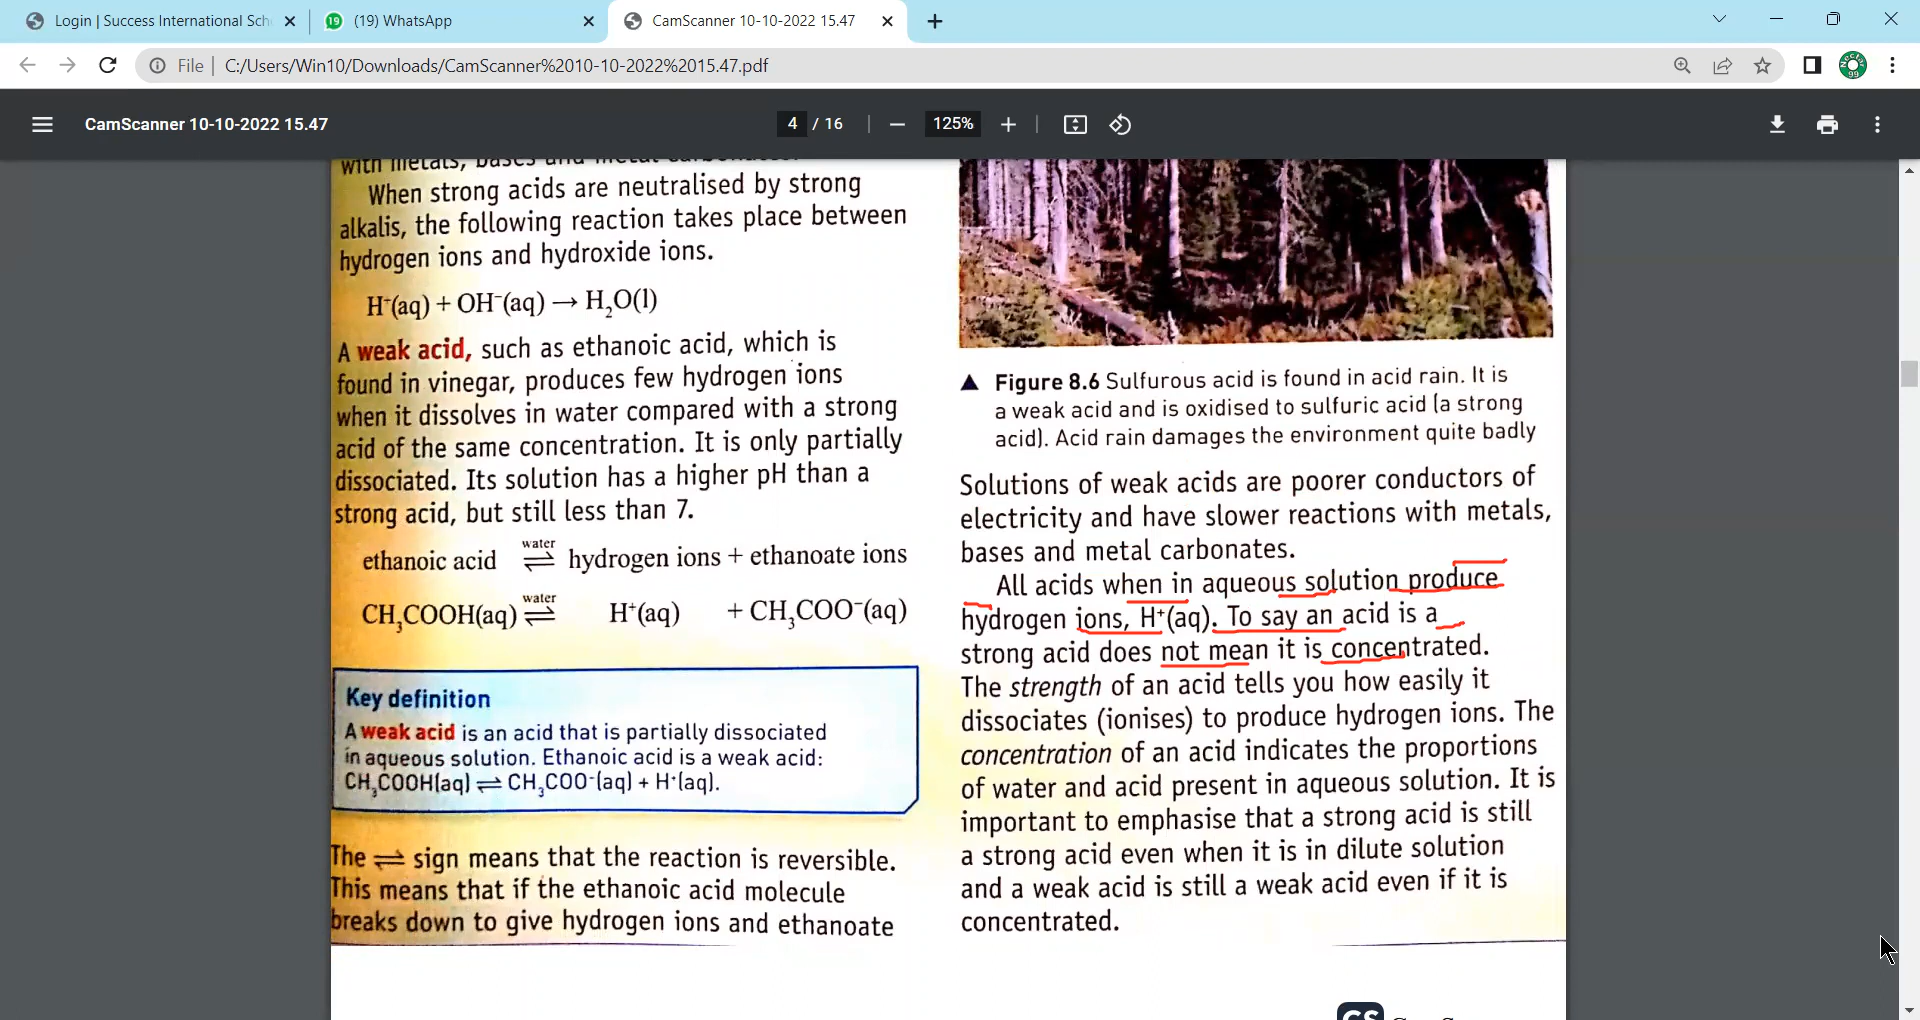 Login | Success International Sch
(19) WhatsApp
CamScanner 10-10-2022 15.47
File
C:/Users/Win10/Downloads/CamScanner%2010-10-2022%2015.47.pdf
CamScanner 10-10-2022 15.47
4 / 16
125%
with metals, bases and metal carbonates.
When strong acids are neutralised by strong
alkalis, the following reaction takes place between
hydrogen ions and hydroxide ions.
H⁺(aq) + OH⁻(aq) → H₂O(l)
A weak acid, such as ethanoic acid, which is
found in vinegar, produces few hydrogen ions
when it dissolves in water compared with a strong
acid of the same concentration. It is only partially
dissociated. Its solution has a higher pH than a
strong acid, but still less than 7.
ethanoic acid ⇌ water hydrogen ions + ethanoate ions
CH₃COOH(aq) ⇌ water H⁺(aq) + CH₃COO⁻(aq)
Key definition
A weak acid is an acid that is partially dissociated
in aqueous solution. Ethanoic acid is a weak acid:
CH₃COOH(aq) ⇌ CH₃COO⁻(aq) + H⁺(aq).
The ⇌ sign means that the reaction is reversible.
This means that if the ethanoic acid molecule
breaks down to give hydrogen ions and ethanoate
▲ Figure 8.6 Sulfurous acid is found in acid rain. It is
a weak acid and is oxidised to sulfuric acid (a strong
acid). Acid rain damages the environment quite badly
Solutions of weak acids are poorer conductors of
electricity and have slower reactions with metals,
bases and metal carbonates.
All acids when in aqueous solution produce
hydrogen ions, H⁺(aq). To say an acid is a
strong acid does not mean it is concentrated.
The strength of an acid tells you how easily it
dissociates (ionises) to produce hydrogen ions. The
concentration of an acid indicates the proportions
of water and acid present in aqueous solution. It is
important to emphasise that a strong acid is still
a strong acid even when it is in dilute solution
and a weak acid is still a weak acid even if it is
concentrated.
CS